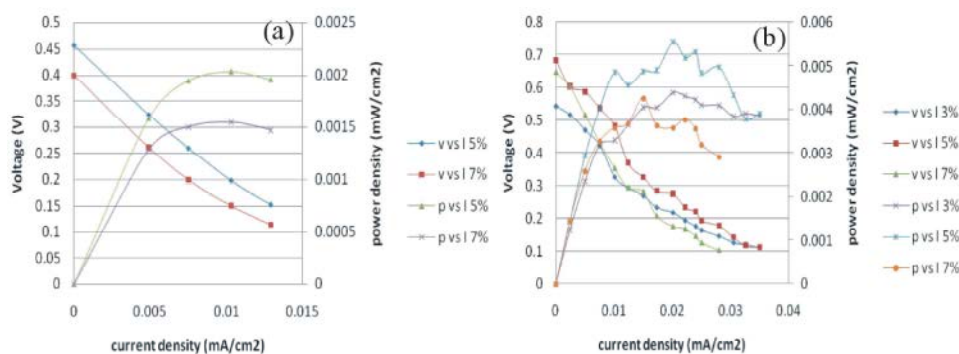 (a)
0.5
0.45
0.4
0.35
0.3
0.25
0.2
0.15
0.1
0.05
0
Voltage (V)
0.0025
0.002
0.0015
0.001
0.0005
0
power density (mW/cm2)
0
0.005
0.01
0.015
current density (mA/cm2)
v vs I 5%
v vs I 7%
p vs I 5%
p vs I 7%
(b)
0.8
0.7
0.6
0.5
0.4
0.3
0.2
0.1
0
Voltage (V)
0.006
0.005
0.004
0.003
0.002
0.001
0
power density (mW/cm2)
0
0.01
0.02
0.03
0.04
current density (mA/cm2)
v vs I 3%
v vs I 5%
v vs I 7%
p vs I 3%
p vs I 5%
p vs I 7%